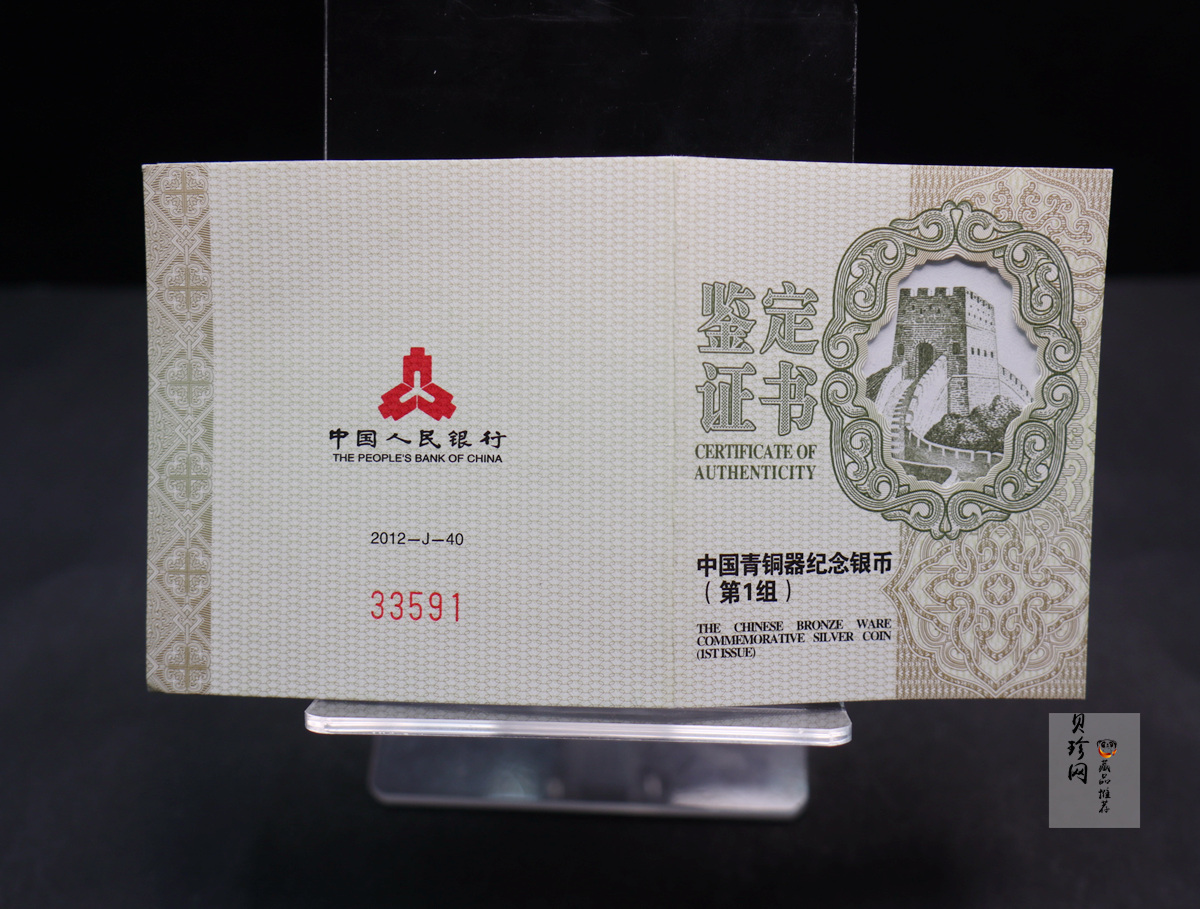 中国人民银行
THE PEOPLE'S BANK OF CHINA
2012-J-40
33591
鉴定
证书
CERTIFICATE OF
AUTHENTICITY
中国青铜器纪念银币
（第1组）
THE CHINESE BRONZE WARE
COMMEMORATIVE SILVER COIN
(1ST ISSUE)
贝珍网
藏品推荐